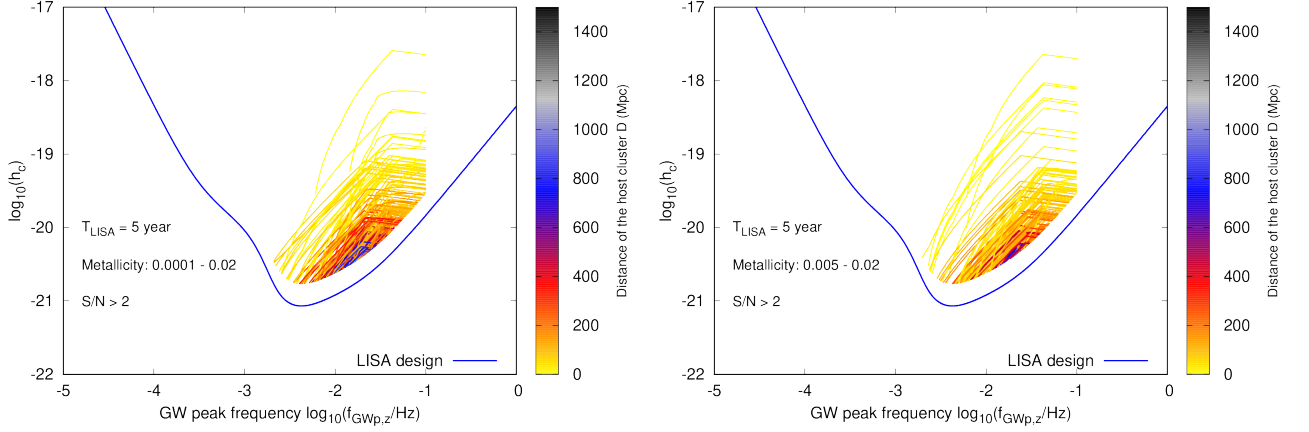 -17
-18
-19
-20
-21
-22
-5
-4
-3
-2
-1
0
log10(hc)
GW peak frequency log10(fGWp,z/Hz)
TLISA = 5 year
Metallicity: 0.0001 - 0.02
S/N > 2
LISA design
1400
1200
1000
800
600
400
200
0
Distance of the host cluster D (Mpc)
-17
-18
-19
-20
-21
-22
-5
-4
-3
-2
-1
0
log10(hc)
GW peak frequency log10(fGWp,z/Hz)
TLISA = 5 year
Metallicity: 0.005 - 0.02
S/N > 2
LISA design
1400
1200
1000
800
600
400
200
0
Distance of the host cluster D (Mpc)